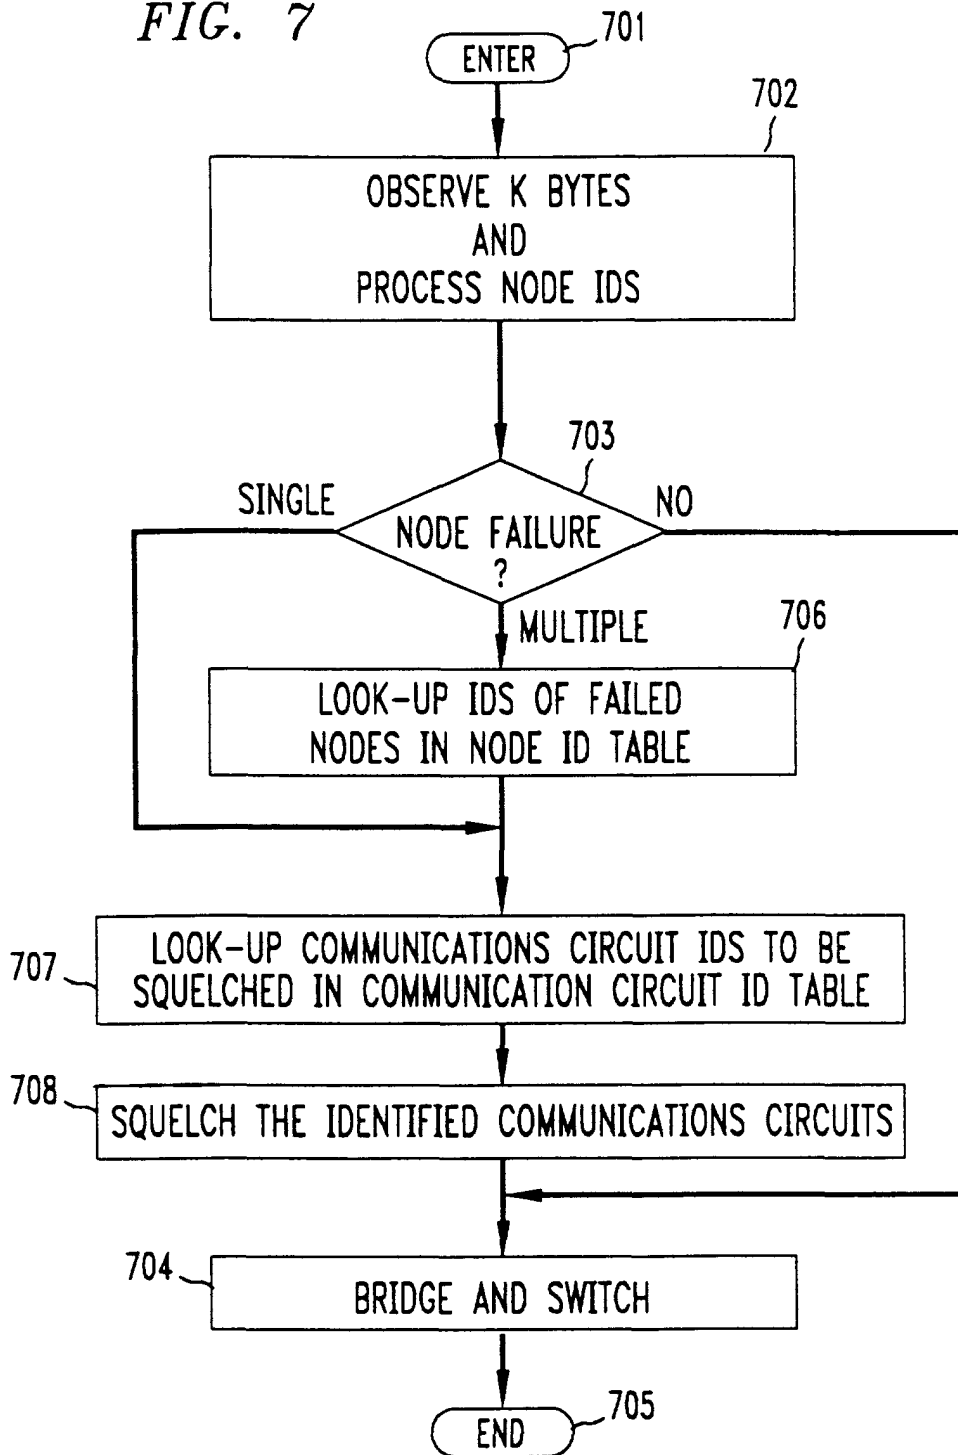 FIG. 7
ENTER
701
702
OBSERVE K BYTES
AND
PROCESS NODE IDS
703
SINGLE
NO
NODE FAILURE
?
MULTIPLE
706
LOOK-UP IDS OF FAILED
NODES IN NODE ID TABLE
707
LOOK-UP COMMUNICATIONS CIRCUIT IDS TO BE
SQUELCHED IN COMMUNICATION CIRCUIT ID TABLE
708
SQUELCH THE IDENTIFIED COMMUNICATIONS CIRCUITS
704
BRIDGE AND SWITCH
705
END